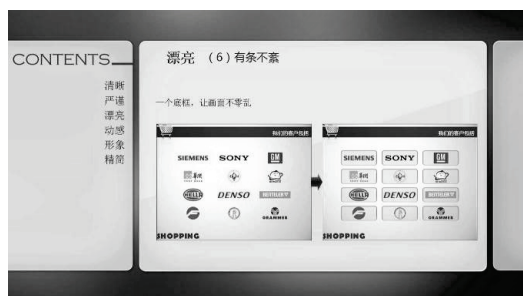 CONTENTS
清晰
严谨
漂亮
动感
形象
精简
漂亮 （6）有条不紊
一个底框，让画面不零乱
我们的客户包括
SIEMENS SONY GM
DENSO
GRAMMER
SHOPPING
我们的客户包括
SIEMENS SONY GM
DENSO
GRAMMER
SHOPPING